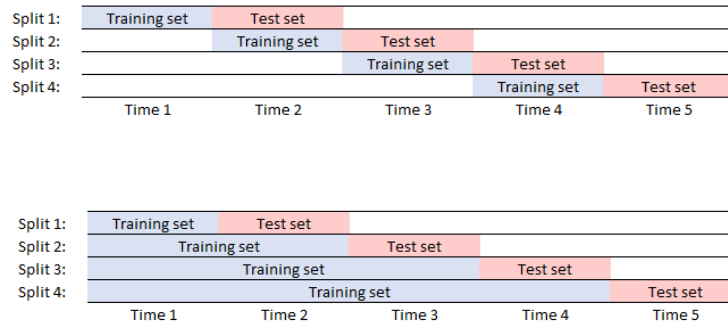 Split 1: Training set Test set
Split 2: Training set Test set
Split 3: Training set Test set
Split 4: Training set Test set
Time 1 Time 2 Time 3 Time 4 Time 5
Split 1: Training set Test set
Split 2: Training set Test set
Split 3: Training set Test set
Split 4: Training set Test set
Time 1 Time 2 Time 3 Time 4 Time 5